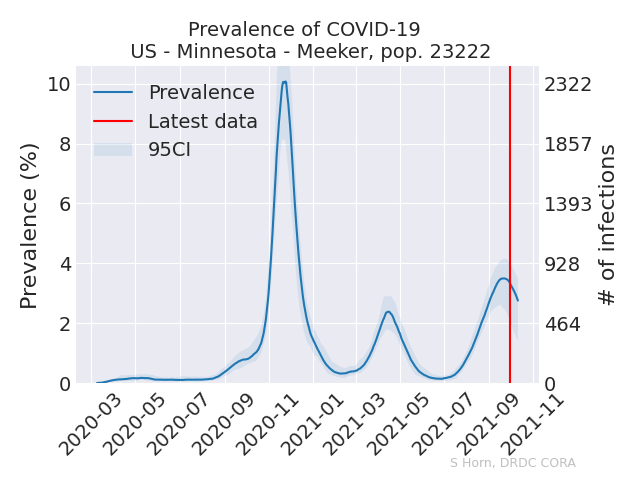 Prevalence of COVID-19
US - Minnesota - Meeker, pop. 23222
Prevalence
Latest data
95CI
Prevalence (%)
10
8
6
4
2
0
2322
1857
1393
928
464
0
# of infections
2020-03
2020-05
2020-07
2020-09
2020-11
2021-01
2021-03
2021-05
2021-07
2021-09
2021-11
S Horn, DRDC CORA